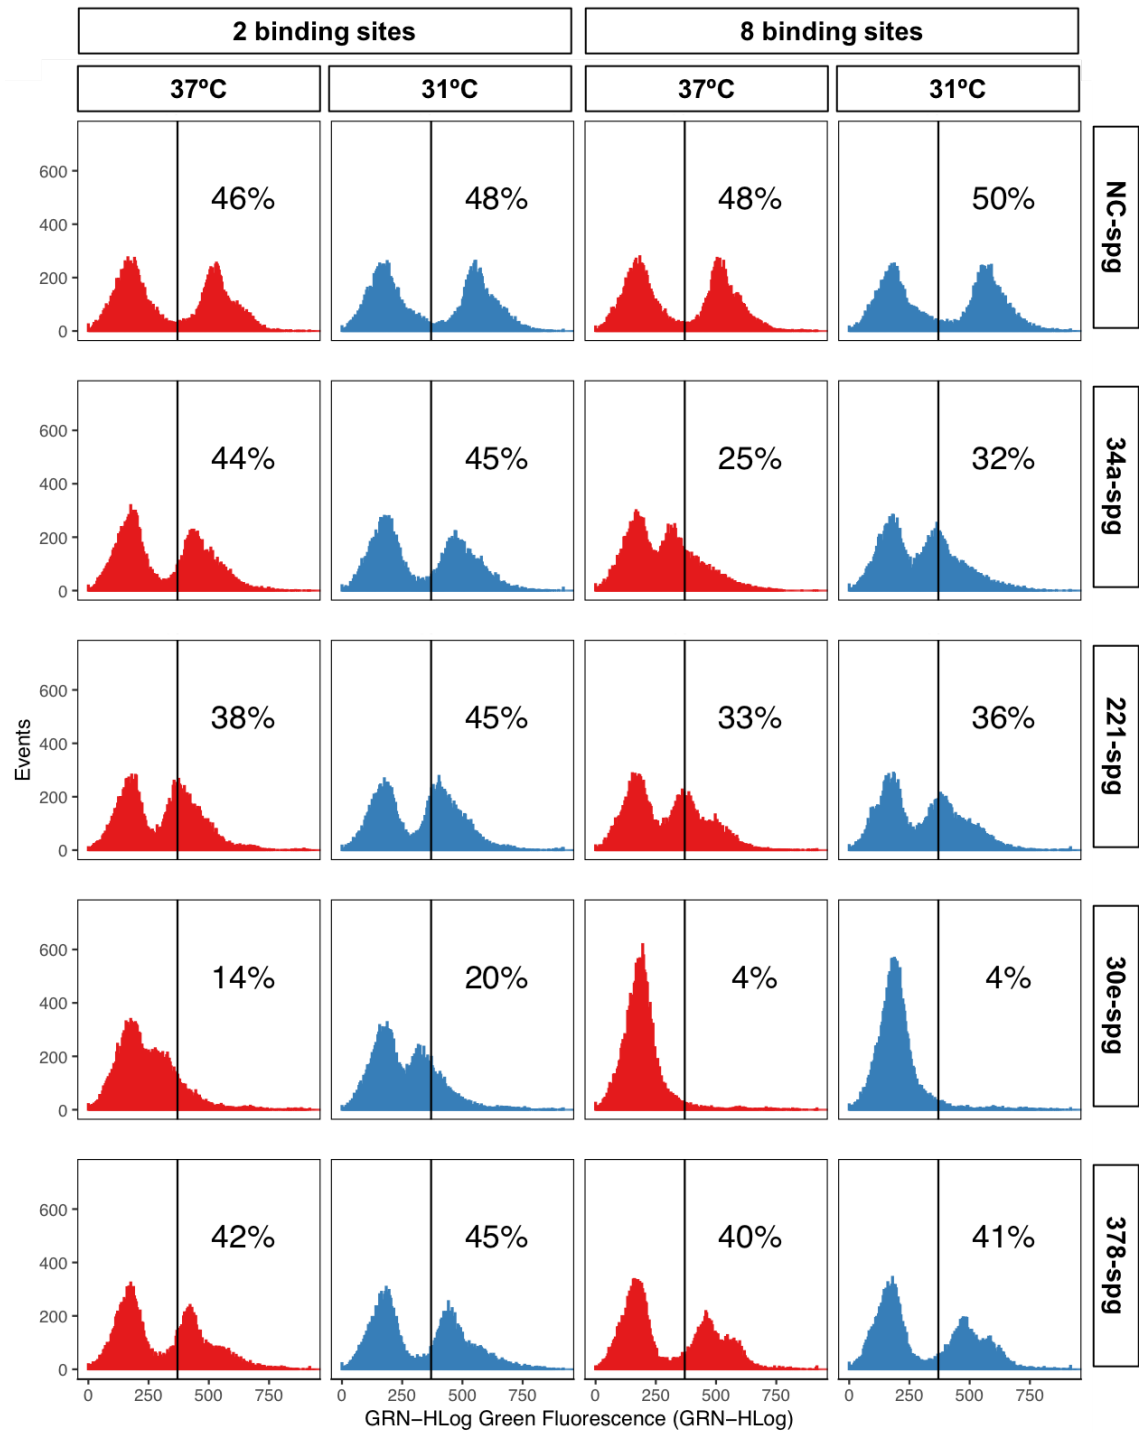 2 binding sites 8 binding sites
37ºC 31ºC 37ºC 31ºC
600
400
200
0
46% 48% 48% 50%
NC-spg
600
400
200
0
44% 45% 25% 32%
34a-spg
Events
600
400
200
0
38% 45% 33% 36%
221-spg
600
400
200
0
14% 20% 4% 4%
30e-spg
600
400
200
0
42% 45% 40% 41%
378-spg
0 250 500 750 0 250 500 750 0 250 500 750 0 250 500 750
GRN−HLog Green Fluorescence (GRN−HLog)